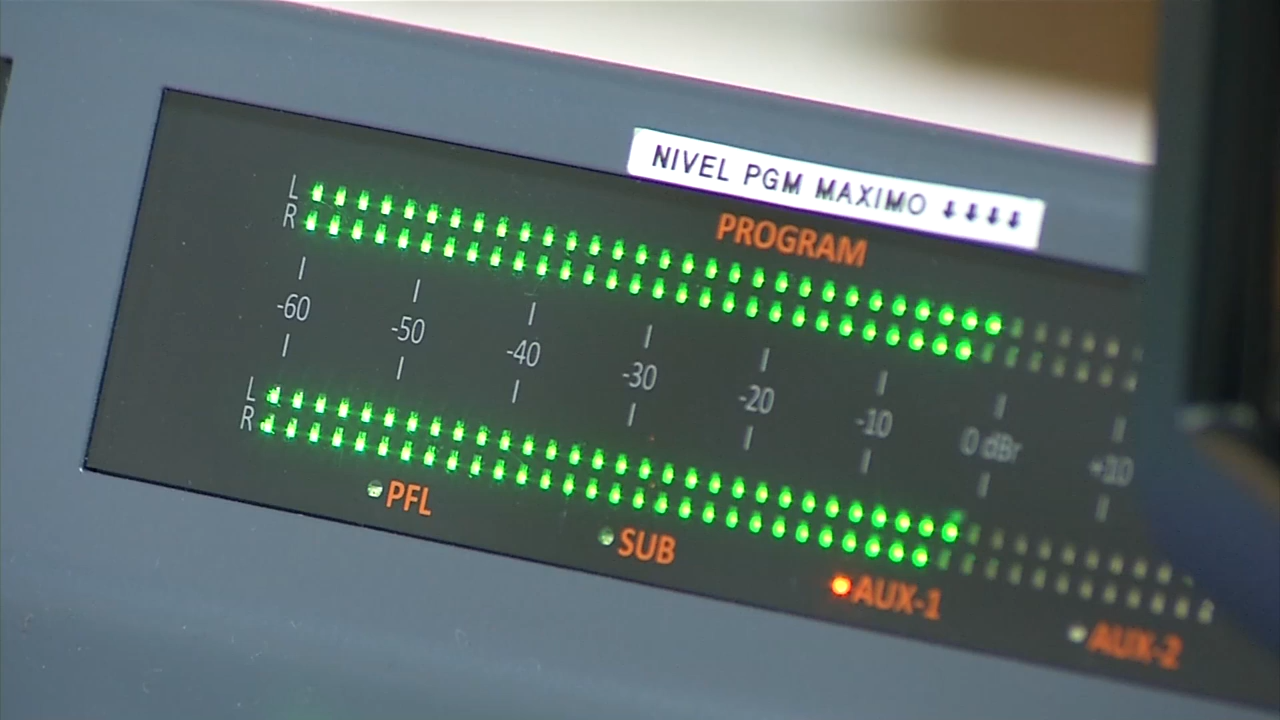 NIVEL PGM MAXIMO ↓↓↓↓
PROGRAM
L
R
-60 -50 -40 -30 -20 -10 0 dBr +10
L
R
PFL SUB AUX-1 AUX-2